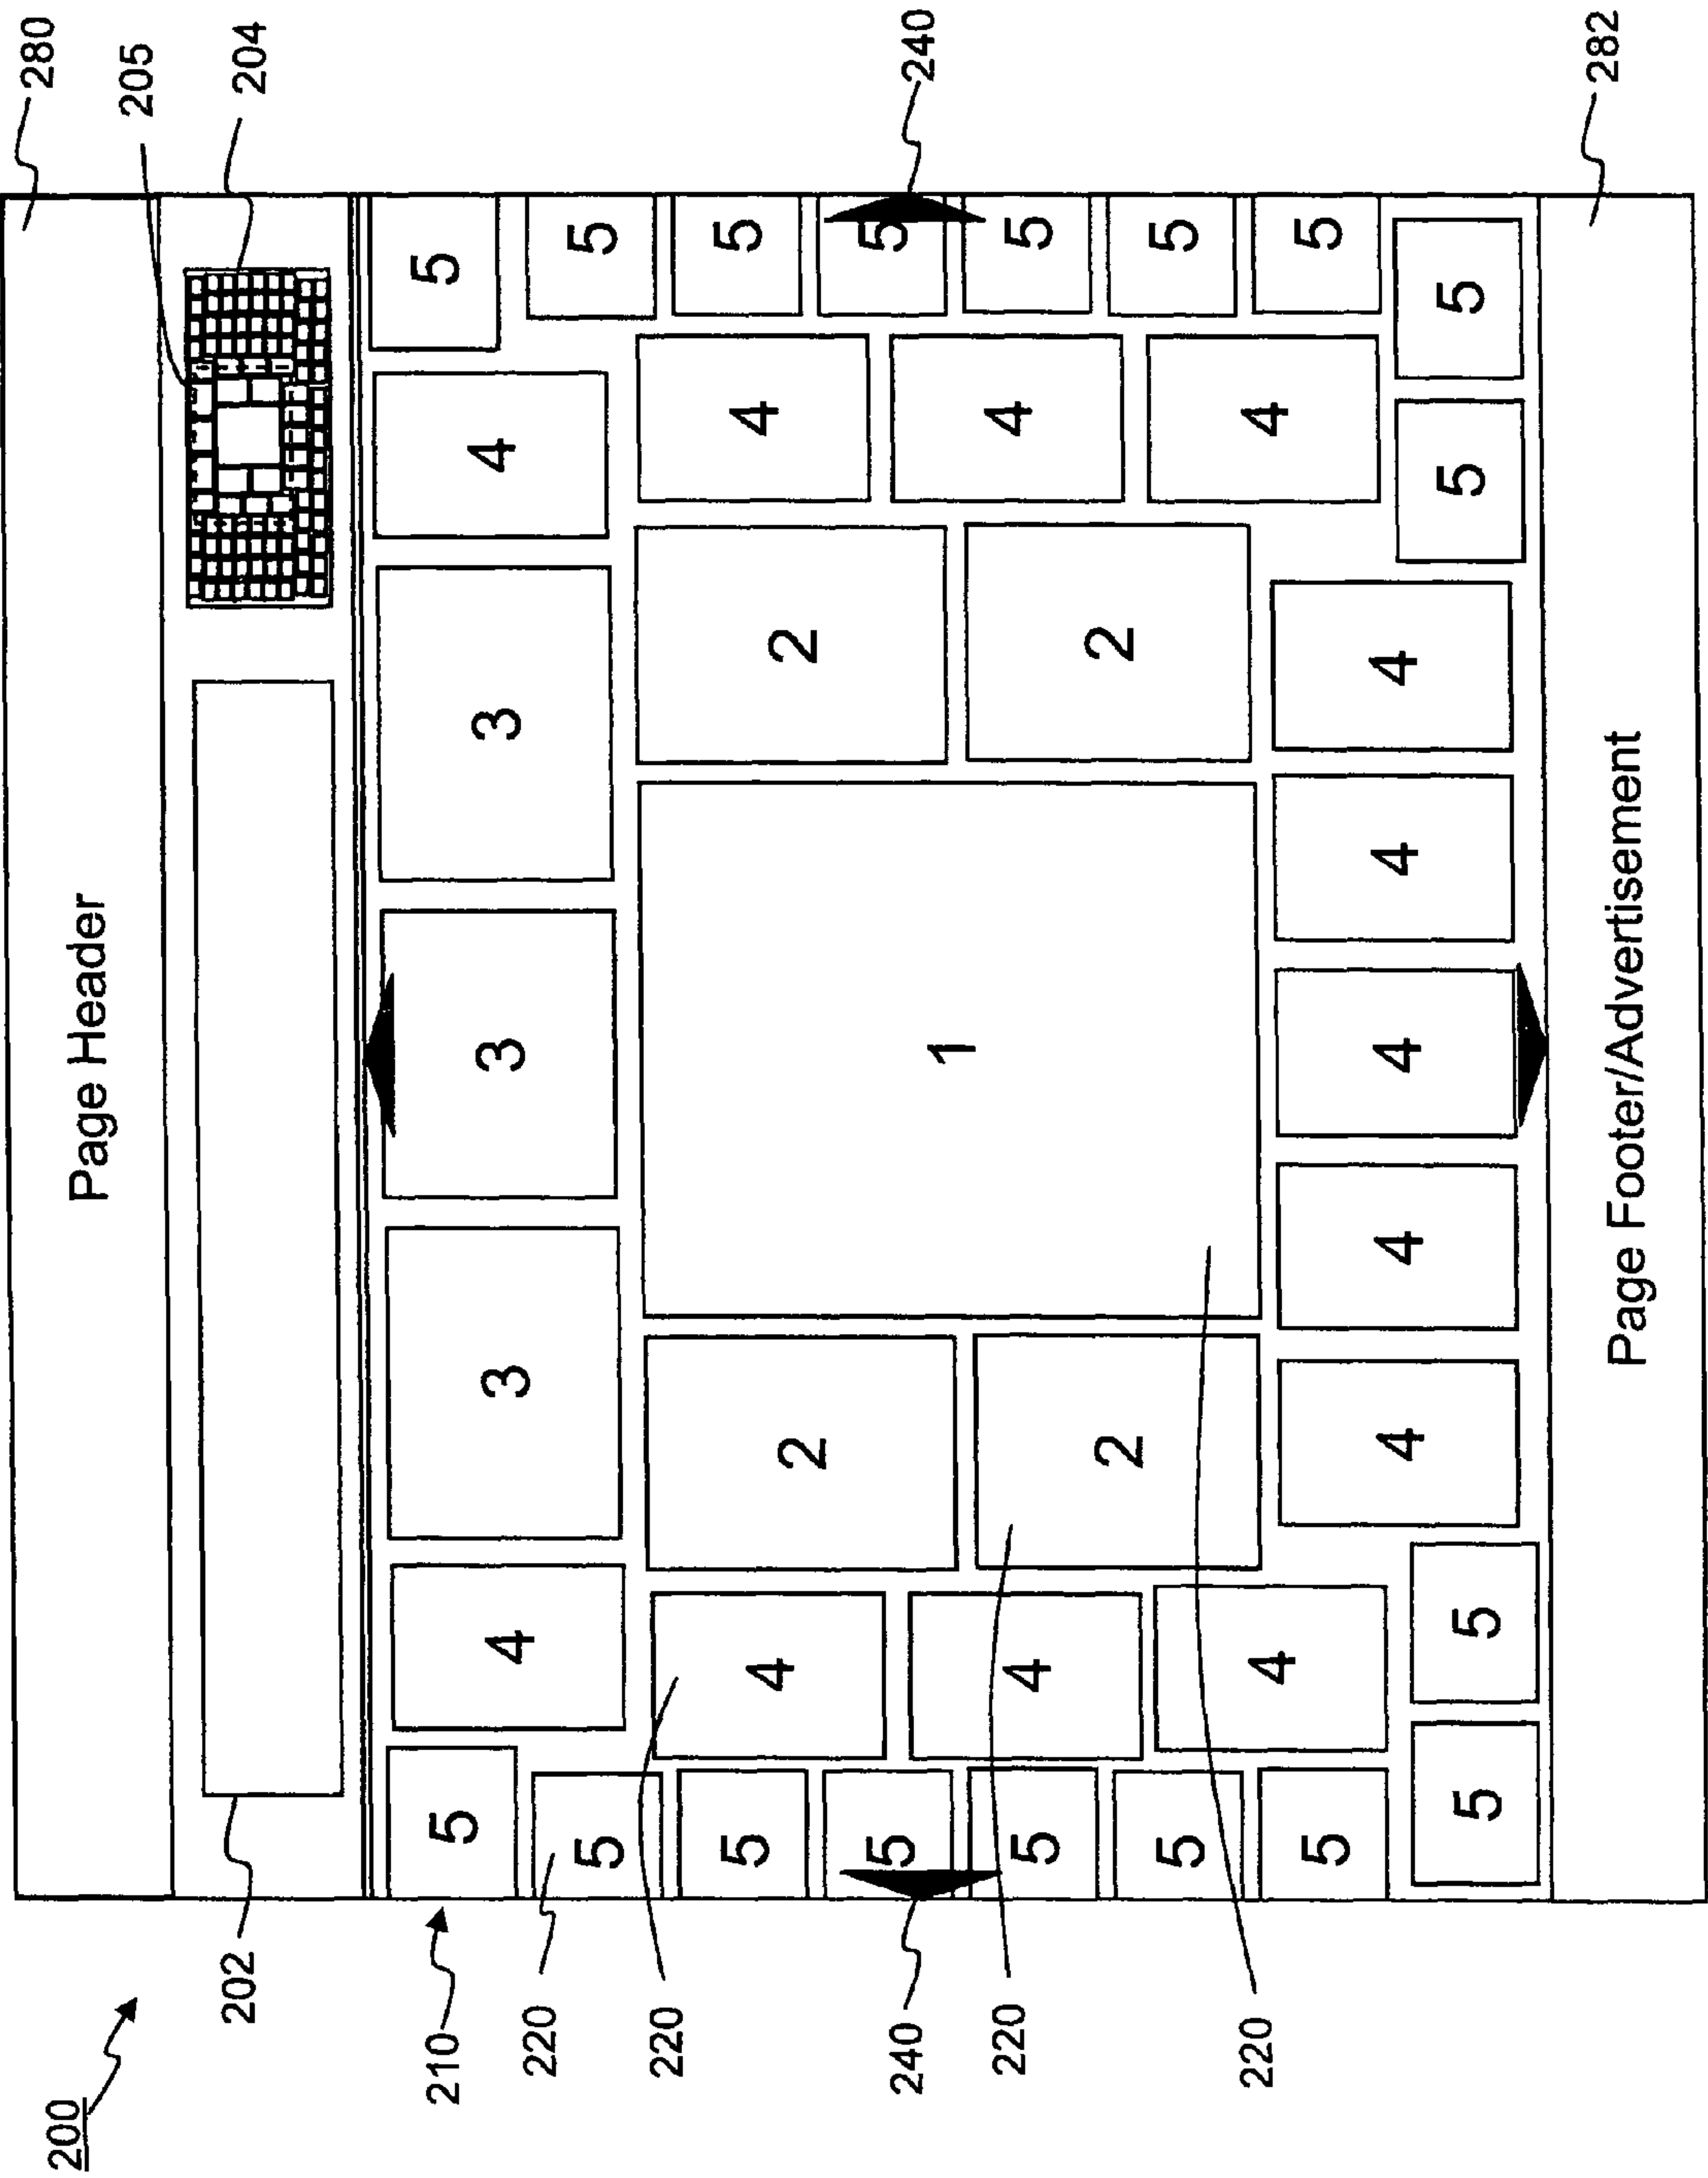 280
200
Page Header
205
202 204
210 5 4 3 3 3 4 5
220 5 5
220 5 4 2 2 4 5
240 5 5 240
220 5 4 1 4 5
5 2 2 5
220 5 4 4 5
4 4 4 4 4
5 5 5 5
282
Page Footer/Advertisement